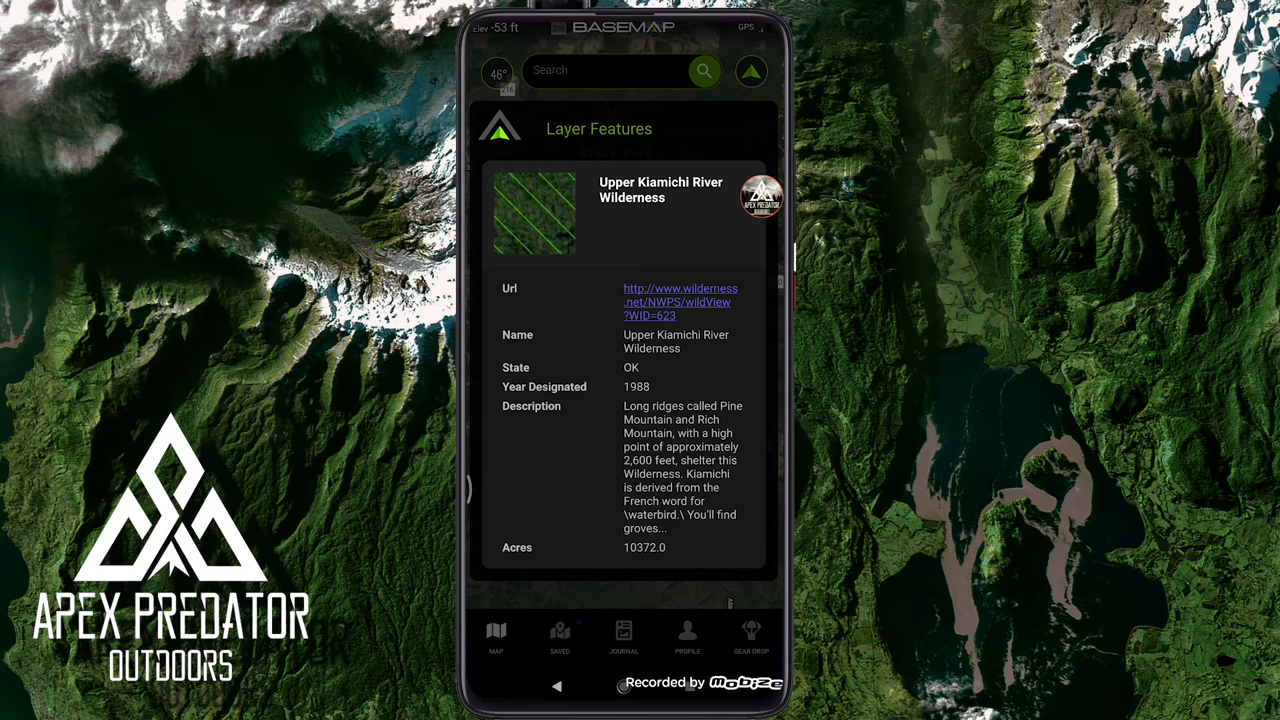 Elev -53 ft
BASEMAP
GPS
46°
216
Search
Layer Features
Upper Kiamichi River
Wilderness
APEX PREDATOR
Url
http://www.wilderness
.net/NWPS/wildView
?WID=623
Name
Upper Kiamichi River
Wilderness
State
OK
Year Designated
1988
Description
Long ridges called Pine
Mountain and Rich
Mountain, with a high
point of approximately
2,600 feet, shelter this
Wilderness. Kiamichi
is derived from the
French word for
\waterbird.\ You'll find
groves...
Acres
10372.0
MAP
SAVED
JOURNAL
PROFILE
GEAR DROP
Recorded by Mobizen
APEX PREDATOR
OUTDOORS